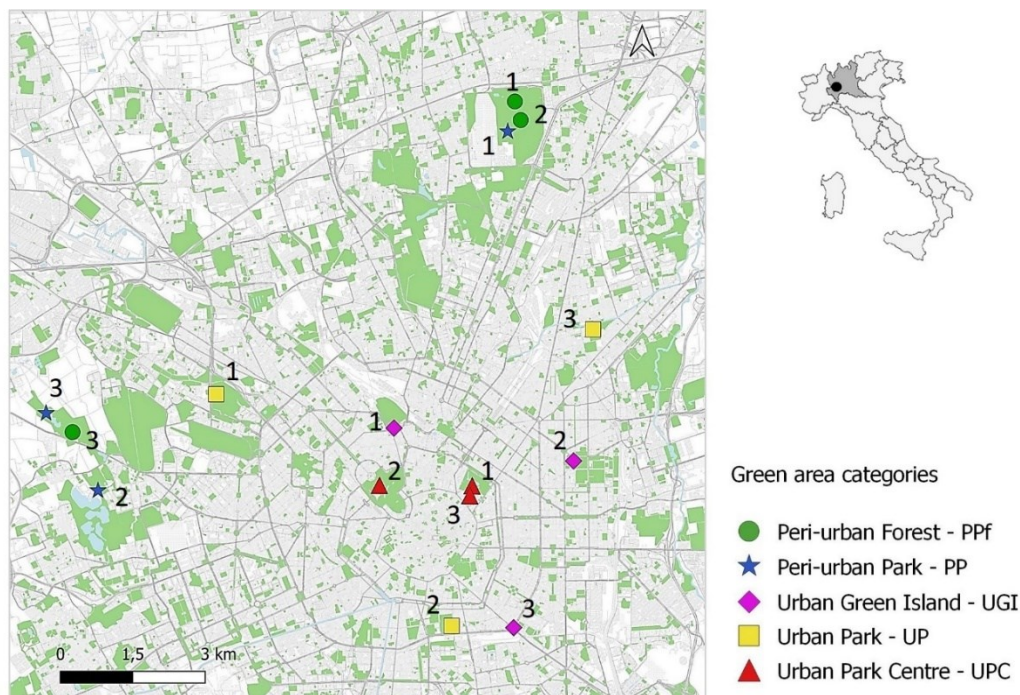 1
2
1
3
3
1
3
1
2
2
1
3
2
2
3
0 1,5 3 km
Green area categories
Peri-urban Forest - PPf
Peri-urban Park - PP
Urban Green Island - UGI
Urban Park - UP
Urban Park Centre - UPC